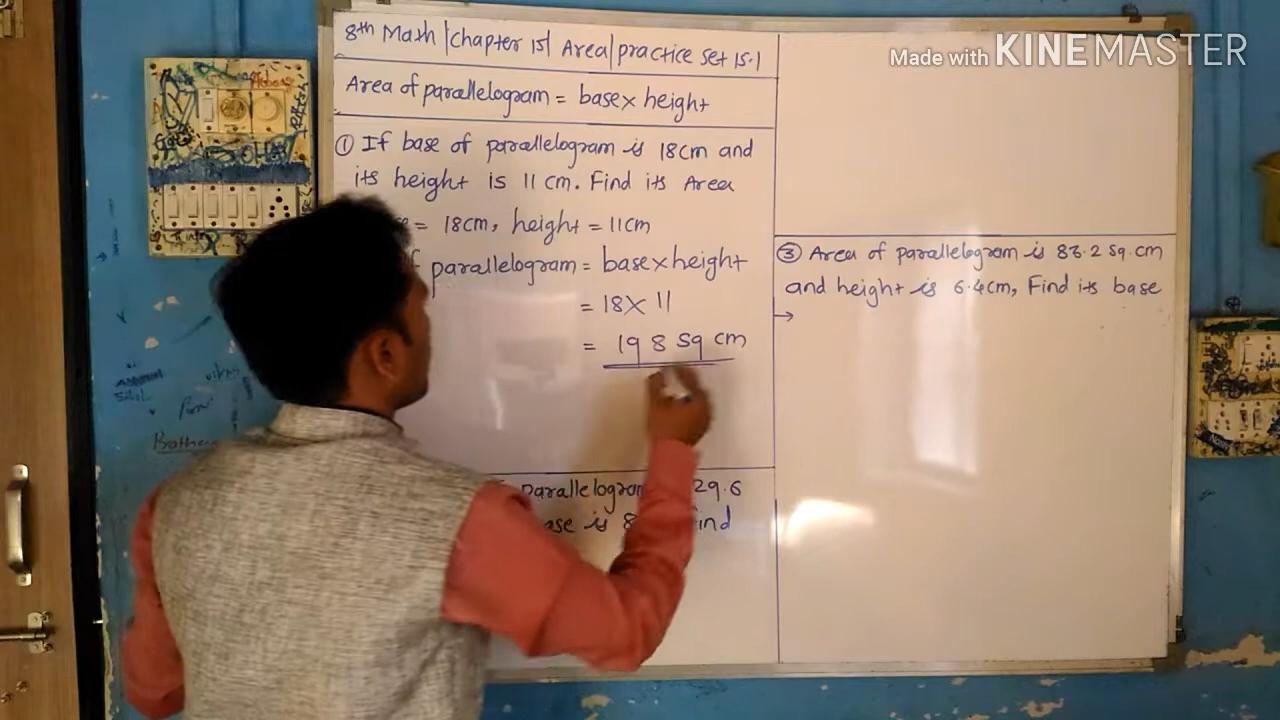 8th Math | Chapter 15 | Area | practice set 15.1
Area of parallelogram = base x height
① If base of parallelogram is 18cm and
its height is 11 cm. Find its Area
= 18cm, height = 11cm
parallelogram = base x height
= 18 x 11
= 198 sq cm
parallelogram 29.6
is 8 ind
③ Area of parallelogram is 83.2 sq.cm
and height is 6.4cm, Find its base
→
Made with KINEMASTER